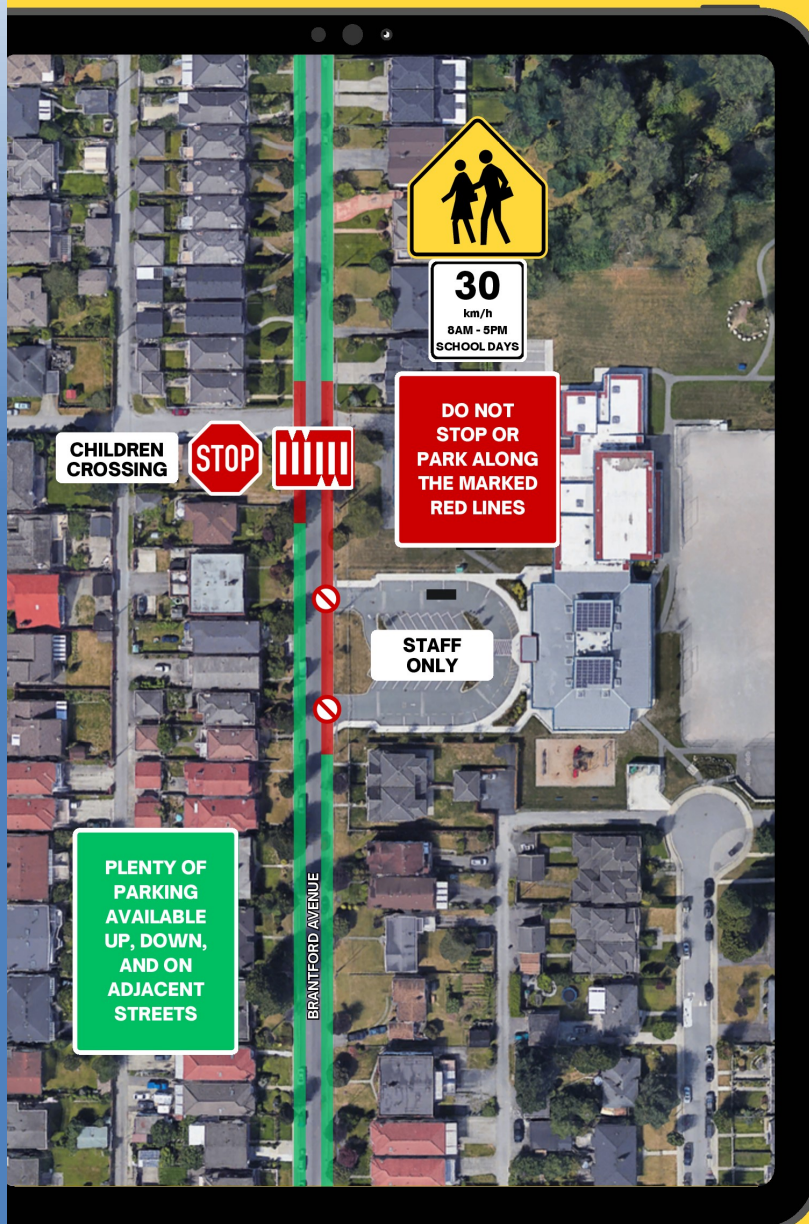 30
km/h
8AM - 5PM
SCHOOL DAYS
DO NOT
STOP OR
PARK ALONG
THE MARKED
RED LINES
CHILDREN
CROSSING
STOP
STAFF
ONLY
PLENTY OF
PARKING
AVAILABLE
UP, DOWN,
AND ON
ADJACENT
STREETS
BRANTFORD AVENUE